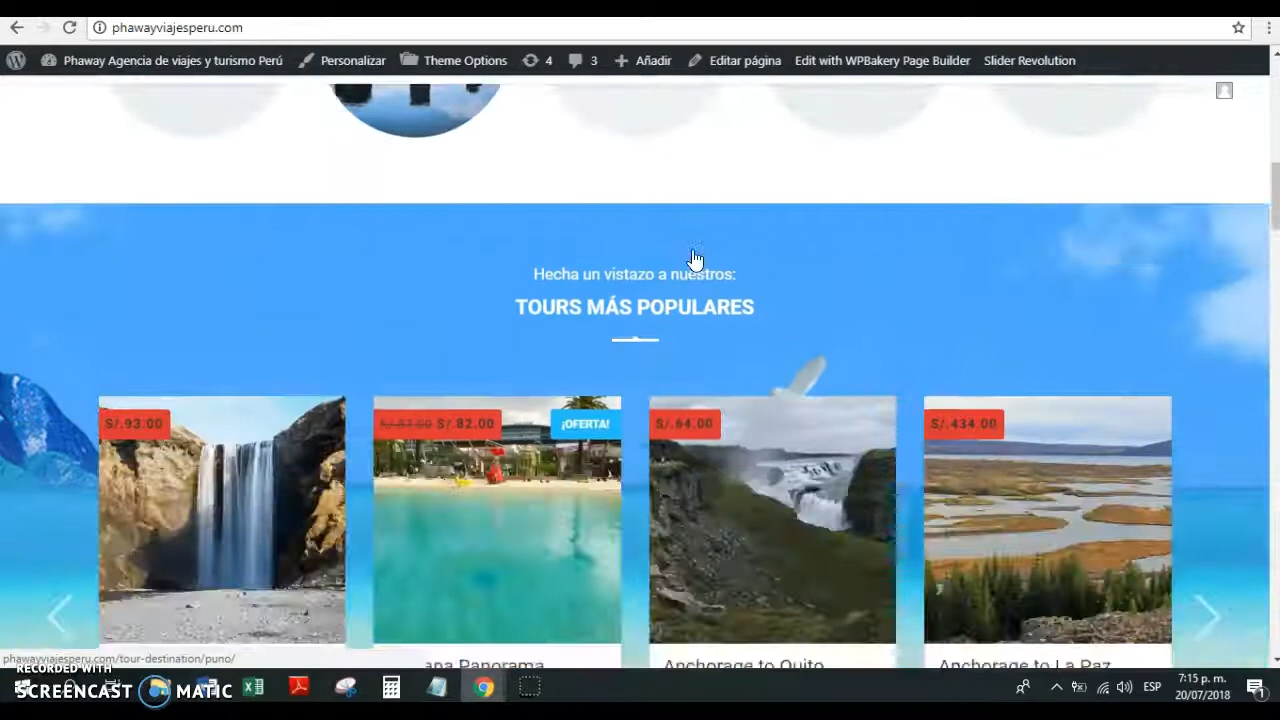 phawayviajesperu.com
Phaway Agencia de viajes y turismo Perú Personalizar Theme Options 4 3 Añadir Editar página Edit with WPBakery Page Builder Slider Revolution
Hecha un vistazo a nuestros:
TOURS MÁS POPULARES
S/.93.00
S/.87.00 S/.82.00
¡OFERTA!
S/.64.00
S/.434.00
Panorama
Anchorage to Quito
Anchorage to La Paz
phawayviajesperu.com/tour-destination/puno/
RECORDED WITH
SCREENCAST MATIC
ESP
7:15 p. m.
20/07/2018